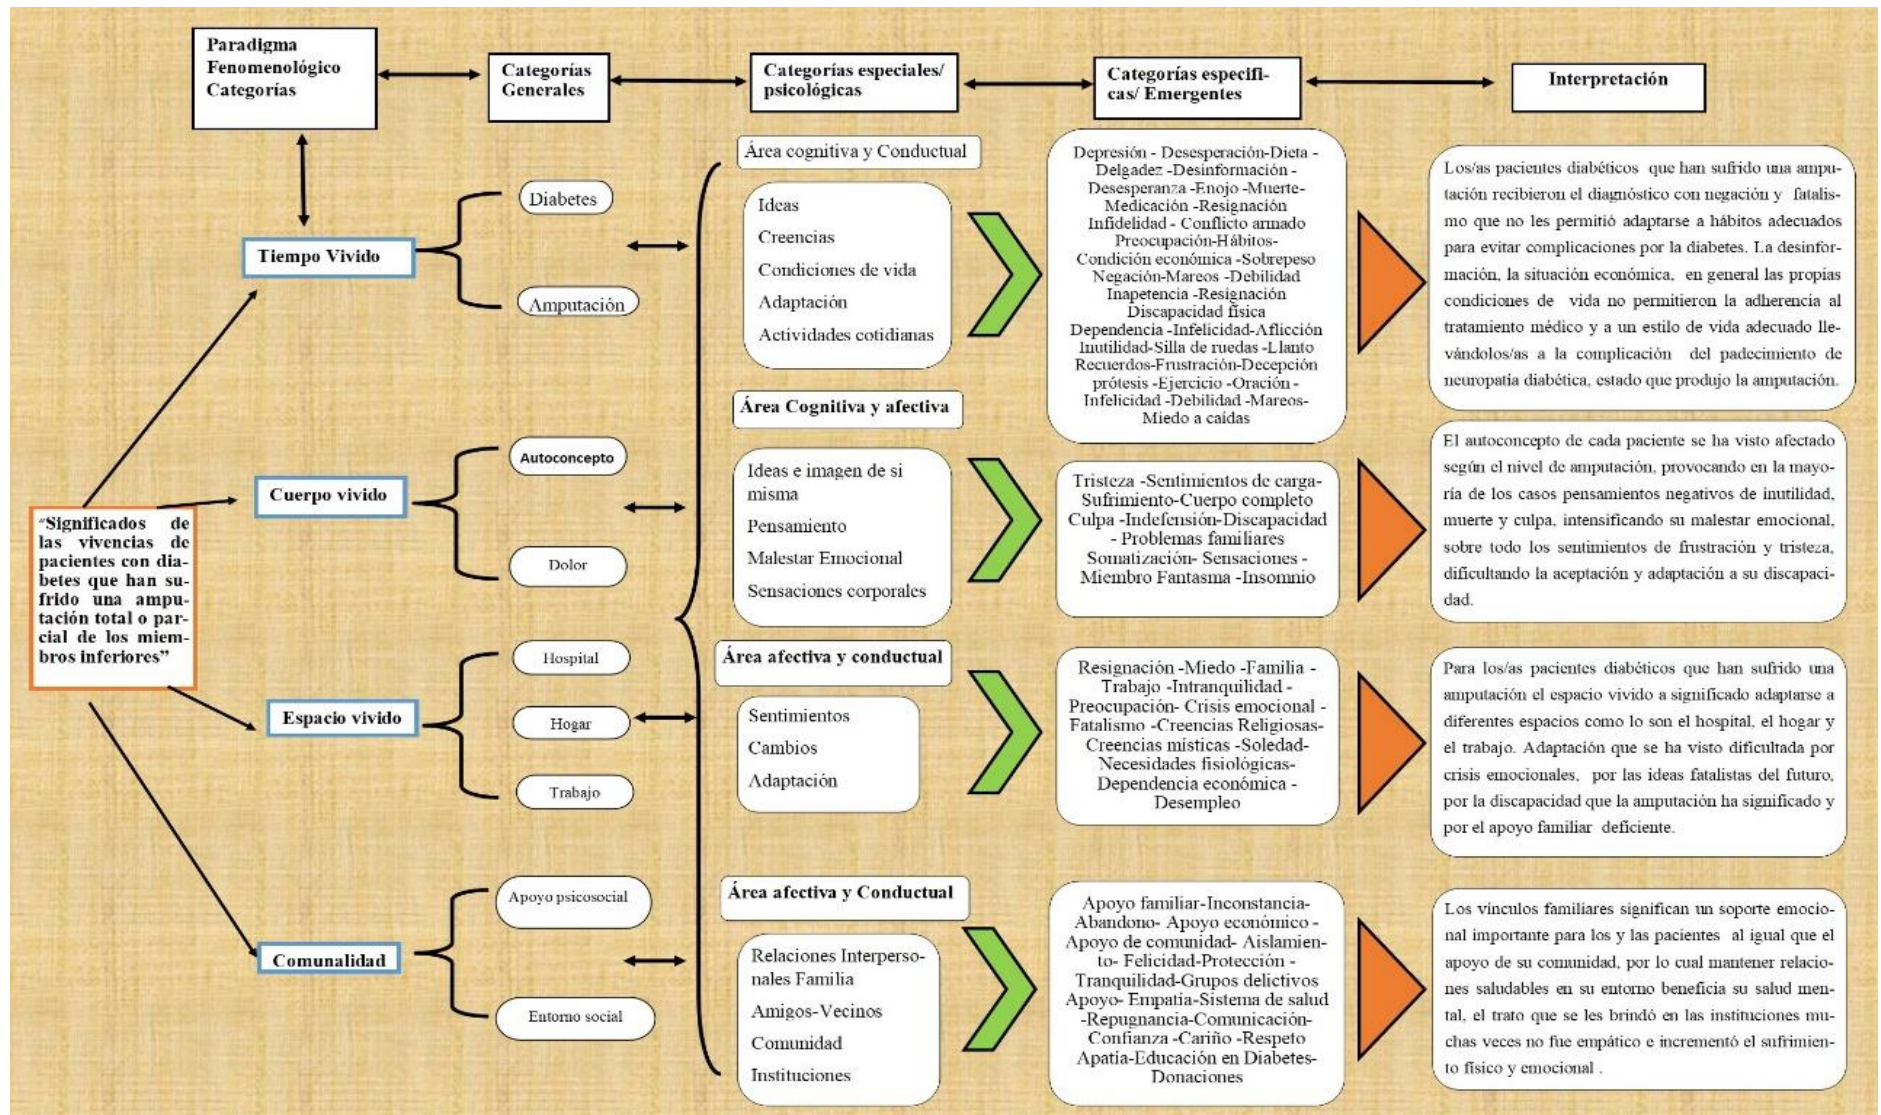 Paradigma
Fenomenológico
Categorías
Categorías
Generales
Categorías especiales/
psicológicas
Categorías especifi-
cas/ Emergentes
Interpretación
“Significados de
las vivencias de
pacientes con dia-
betes que han su-
frido una ampu-
tación total o par-
cial de los miem-
bros inferiores”
Tiempo Vivido
Diabetes
Amputación
Área cognitiva y Conductual
Ideas
Creencias
Condiciones de vida
Adaptación
Actividades cotidianas
Depresión - Desesperación-Dieta -
Delgadez -Desinformación -
Desesperanza -Enojo -Muerte-
Medicación -Resignación
Infidelidad - Conflicto armado
Preocupación-Hábitos-
Condición económica -Sobrepeso
Negación-Mareos -Debilidad
Inapetencia -Resignación
Discapacidad física
Dependencia -Infelicidad-Aflicción
Inutilidad-Silla de ruedas -Llanto
Recuerdos-Frustración-Decepción
prótesis -Ejercicio -Oración -
Infelicidad -Debilidad -Mareos-
Miedo a caídas
Los/as pacientes diabéticos que han sufrido una ampu-
tación recibieron el diagnóstico con negación y fatalis-
mo que no les permitió adaptarse a hábitos adecuados
para evitar complicaciones por la diabetes. La desinfor-
mación, la situación económica, en general las propias
condiciones de vida no permitieron la adherencia al
tratamiento médico y a un estilo de vida adecuado lle-
vándolos/as a la complicación del padecimiento de
neuropatía diabética, estado que produjo la amputación.
Cuerpo vivido
Autoconcepto
Dolor
Área Cognitiva y afectiva
Ideas e imagen de si
misma
Pensamiento
Malestar Emocional
Sensaciones corporales
Tristeza -Sentimientos de carga-
Sufrimiento-Cuerpo completo
Culpa -Indefensión-Discapacidad
- Problemas familiares
Somatización- Sensaciones -
Miembro Fantasma -Insomnio
El autoconcepto de cada paciente se ha visto afectado
según el nivel de amputación, provocando en la mayo-
ría de los casos pensamientos negativos de inutilidad,
muerte y culpa, intensificando su malestar emocional,
sobre todo los sentimientos de frustración y tristeza,
dificultando la aceptación y adaptación a su discapaci-
dad.
Espacio vivido
Hospital
Hogar
Trabajo
Área afectiva y conductual
Sentimientos
Cambios
Adaptación
Resignación -Miedo -Familia -
Trabajo -Intranquilidad -
Preocupación- Crisis emocional -
Fatalismo -Creencias Religiosas-
Creencias místicas -Soledad-
Necesidades fisiológicas-
Dependencia económica -
Desempleo
Para los/as pacientes diabéticos que han sufrido una
amputación el espacio vivido a significado adaptarse a
diferentes espacios como lo son el hospital, el hogar y
el trabajo. Adaptación que se ha visto dificultada por
crisis emocionales, por las ideas fatalistas del futuro,
por la discapacidad que la amputación ha significado y
por el apoyo familiar deficiente.
Comunalidad
Apoyo psicosocial
Entorno social
Área afectiva y Conductual
Relaciones Interperso-
nales Familia
Amigos-Vecinos
Comunidad
Instituciones
Apoyo familiar-Inconstancia-
Abandono- Apoyo económico -
Apoyo de comunidad- Aislamien-
to- Felicidad-Protección -
Tranquilidad-Grupos delictivos
Apoyo- Empatía-Sistema de salud
-Repugnancia-Comunicación-
Confianza -Cariño -Respeto
Apatía-Educación en Diabetes-
Donaciones
Los vínculos familiares significan un soporte emocio-
nal importante para los y las pacientes al igual que el
apoyo de su comunidad, por lo cual mantener relacio-
nes saludables en su entorno beneficia su salud men-
tal, el trato que se les brindó en las instituciones mu-
chas veces no fue empático e incrementó el sufrimien-
to físico y emocional .